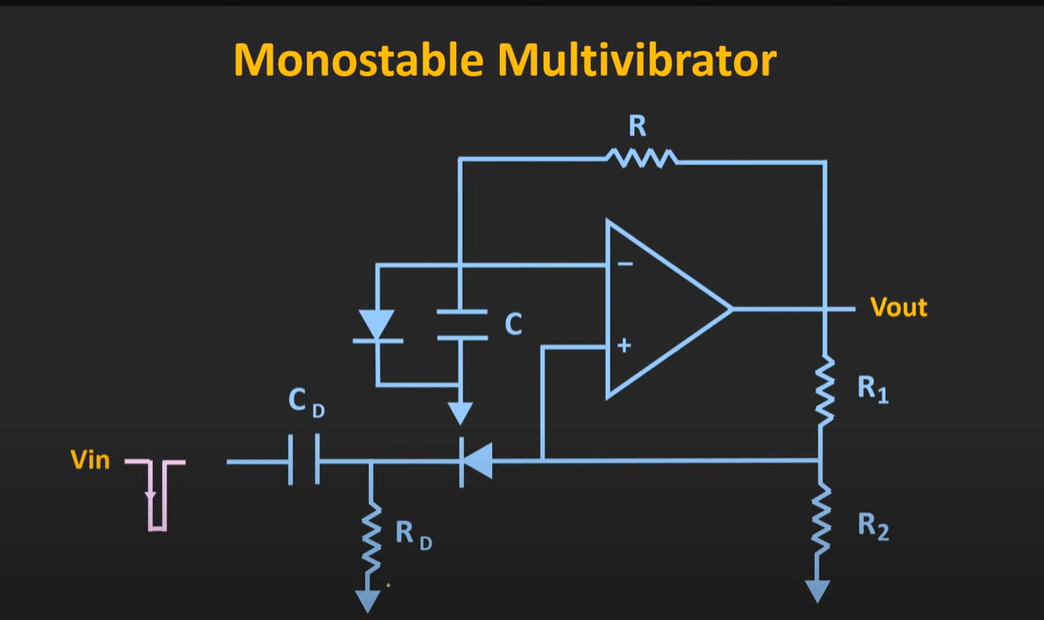 Monostable Multivibrator
R
−
C
Vout
+
R1
CD
Vin
RD
R2